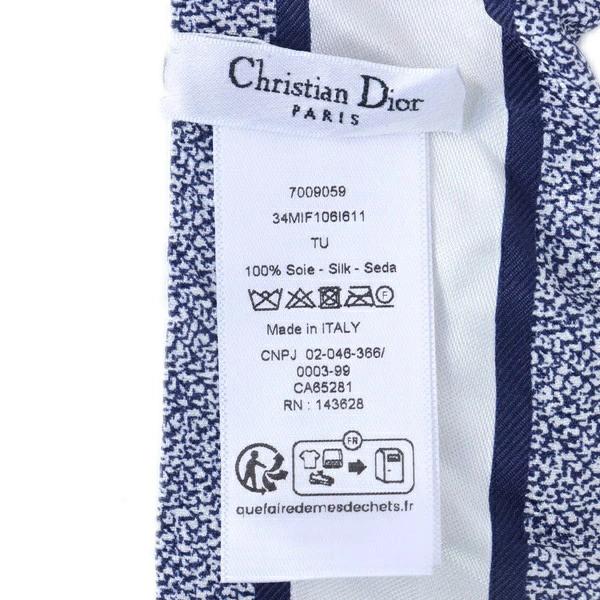 Christian Dior
PARIS
7009059
34MIF106I611
TU
100% Soie - Silk - Seda
F
Made in ITALY
CNPJ 02-046-366/
0003-99
CA65281
RN : 143628
FR
quefairedemesdechets.fr